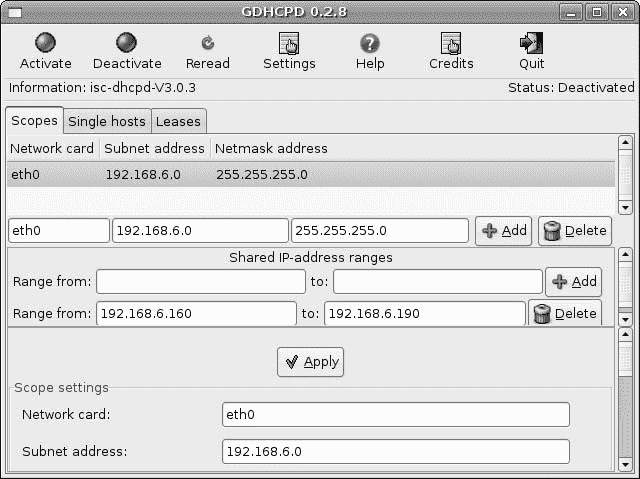 GDHCPD 0.2.8
Activate Deactivate Reread Settings Help Credits Quit
Information: isc-dhcpd-V3.0.3 Status: Deactivated
Scopes Single hosts Leases
Network card Subnet address Netmask address
eth0 192.168.6.0 255.255.255.0
eth0 192.168.6.0 255.255.255.0 Add Delete
Shared IP-address ranges
Range from: to: Add
Range from: 192.168.6.160 to: 192.168.6.190 Delete
Apply
Scope settings
Network card: eth0
Subnet address: 192.168.6.0